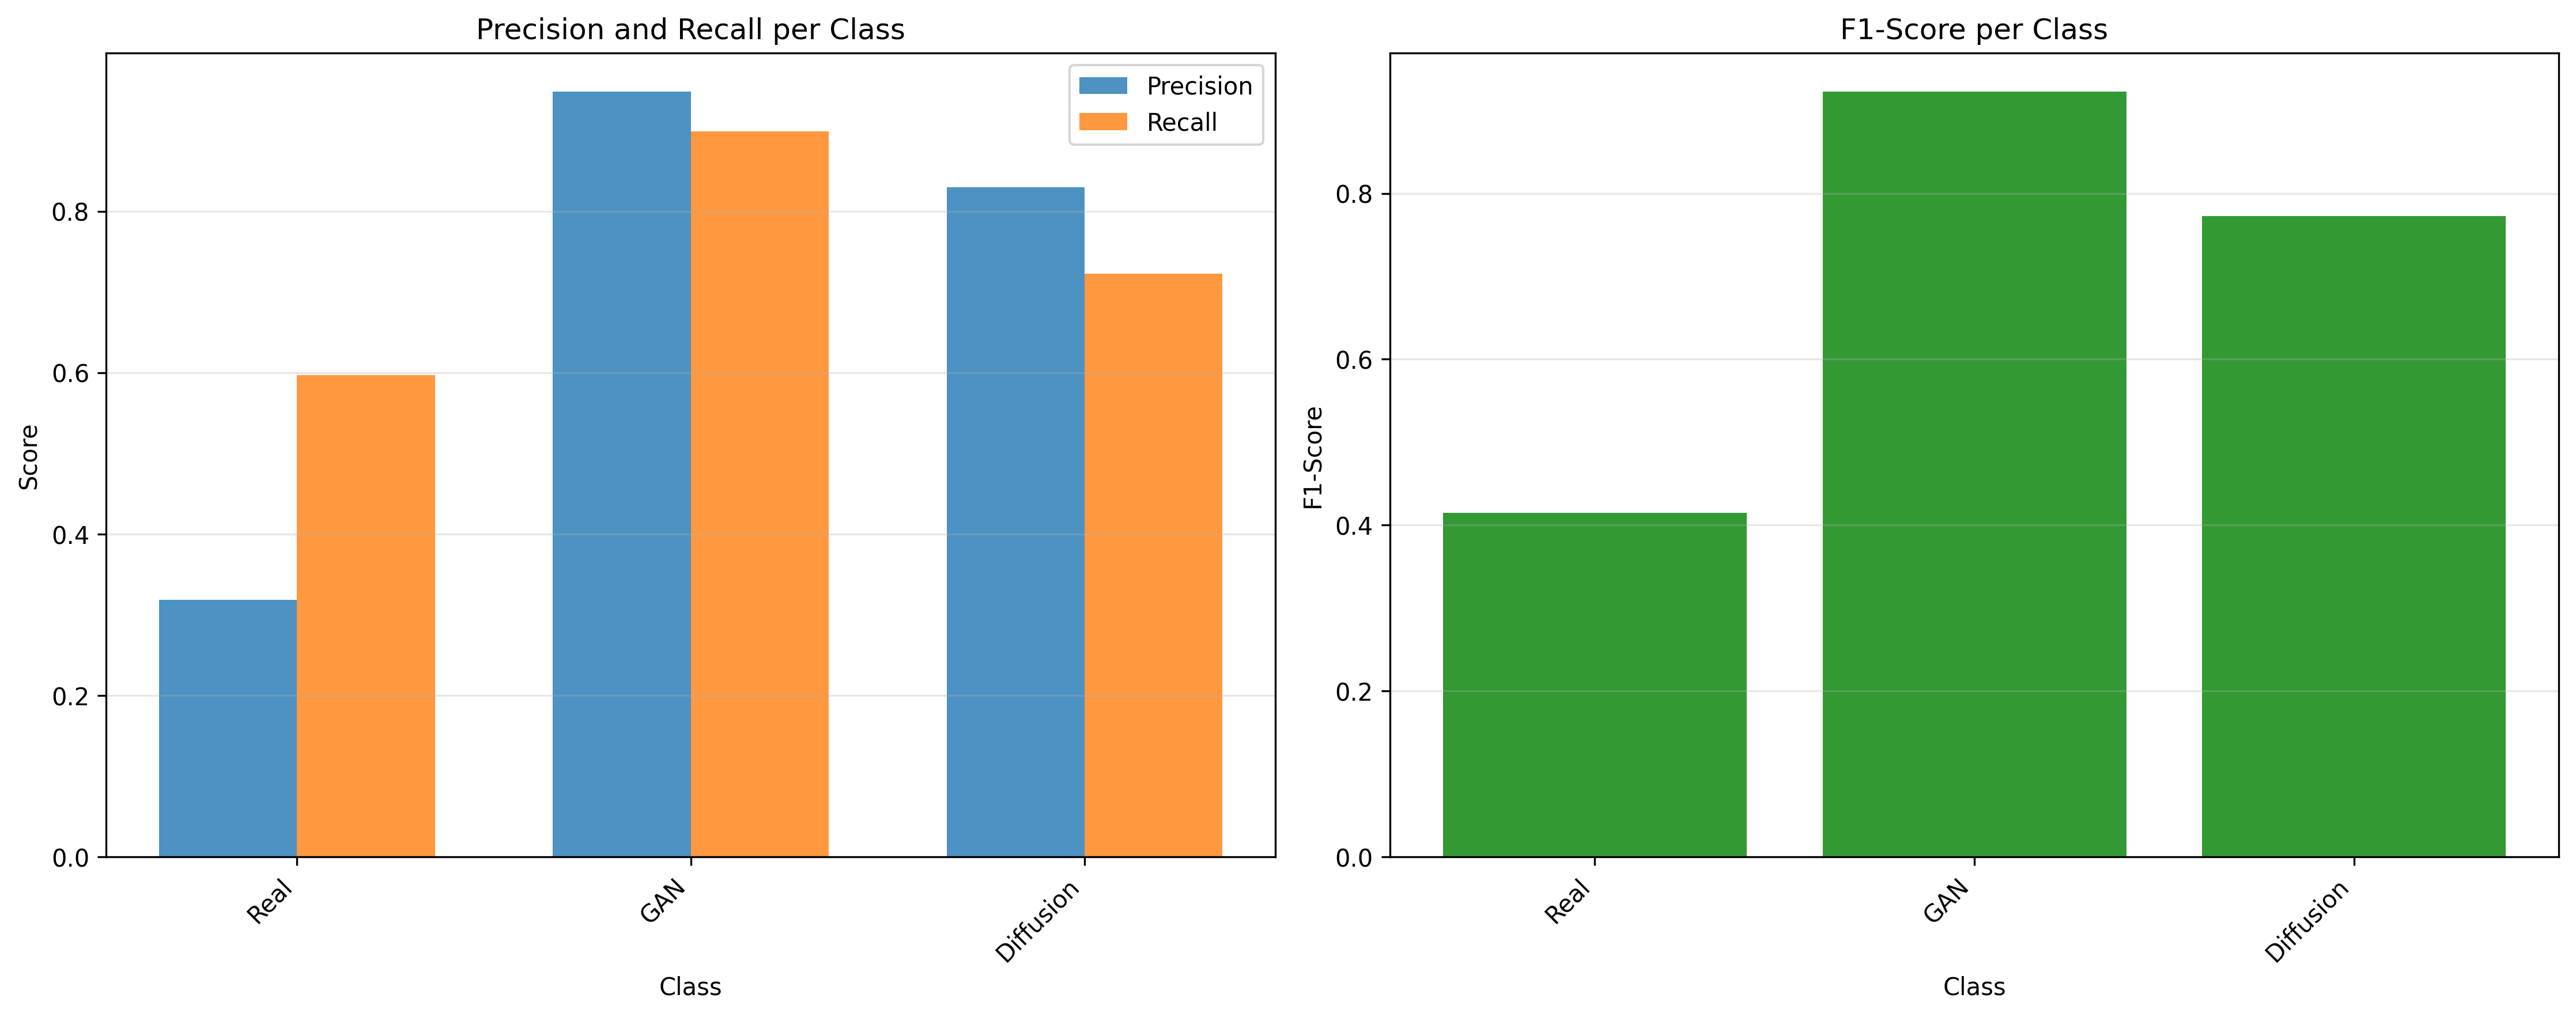 Precision and Recall per Class
Precision
Recall
Score
0.8
0.6
0.4
0.2
0.0
Real
GAN
Diffusion
Class
F1-Score per Class
F1-Score
0.8
0.6
0.4
0.2
0.0
Real
GAN
Diffusion
Class